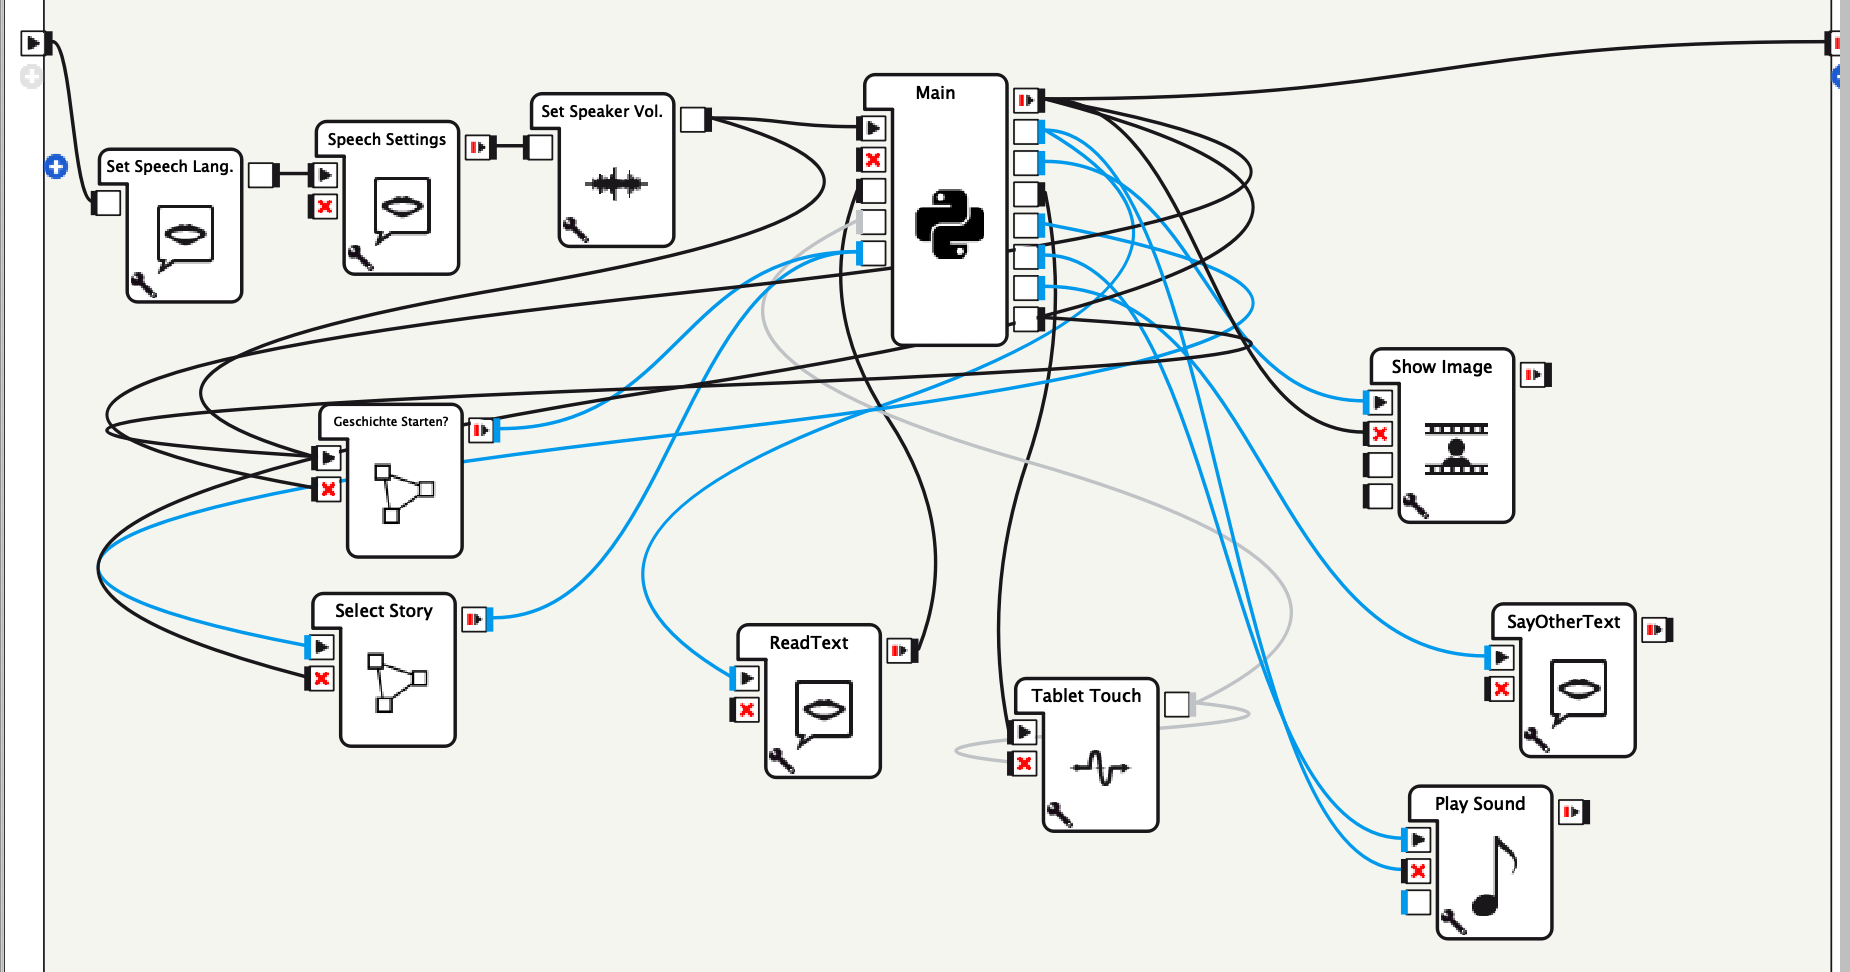 Main
Set Speaker Vol.
Speech Settings
Set Speech Lang.
Show Image
Geschichte Starten?
Select Story
SayOtherText
ReadText
Tablet Touch
Play Sound